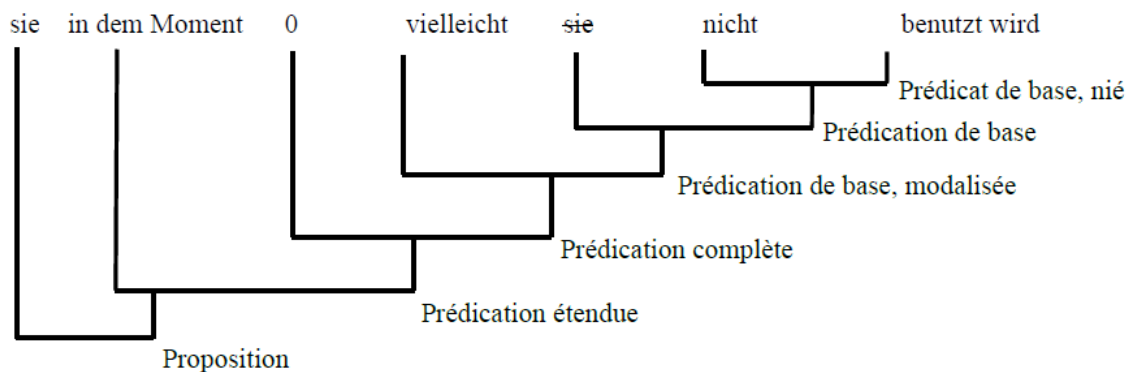 sie in dem Moment 0 vielleicht sie nicht benutzt wird
Prédicat de base, nié
Prédication de base
Prédication de base, modalisée
Prédication complète
Prédication étendue
Proposition